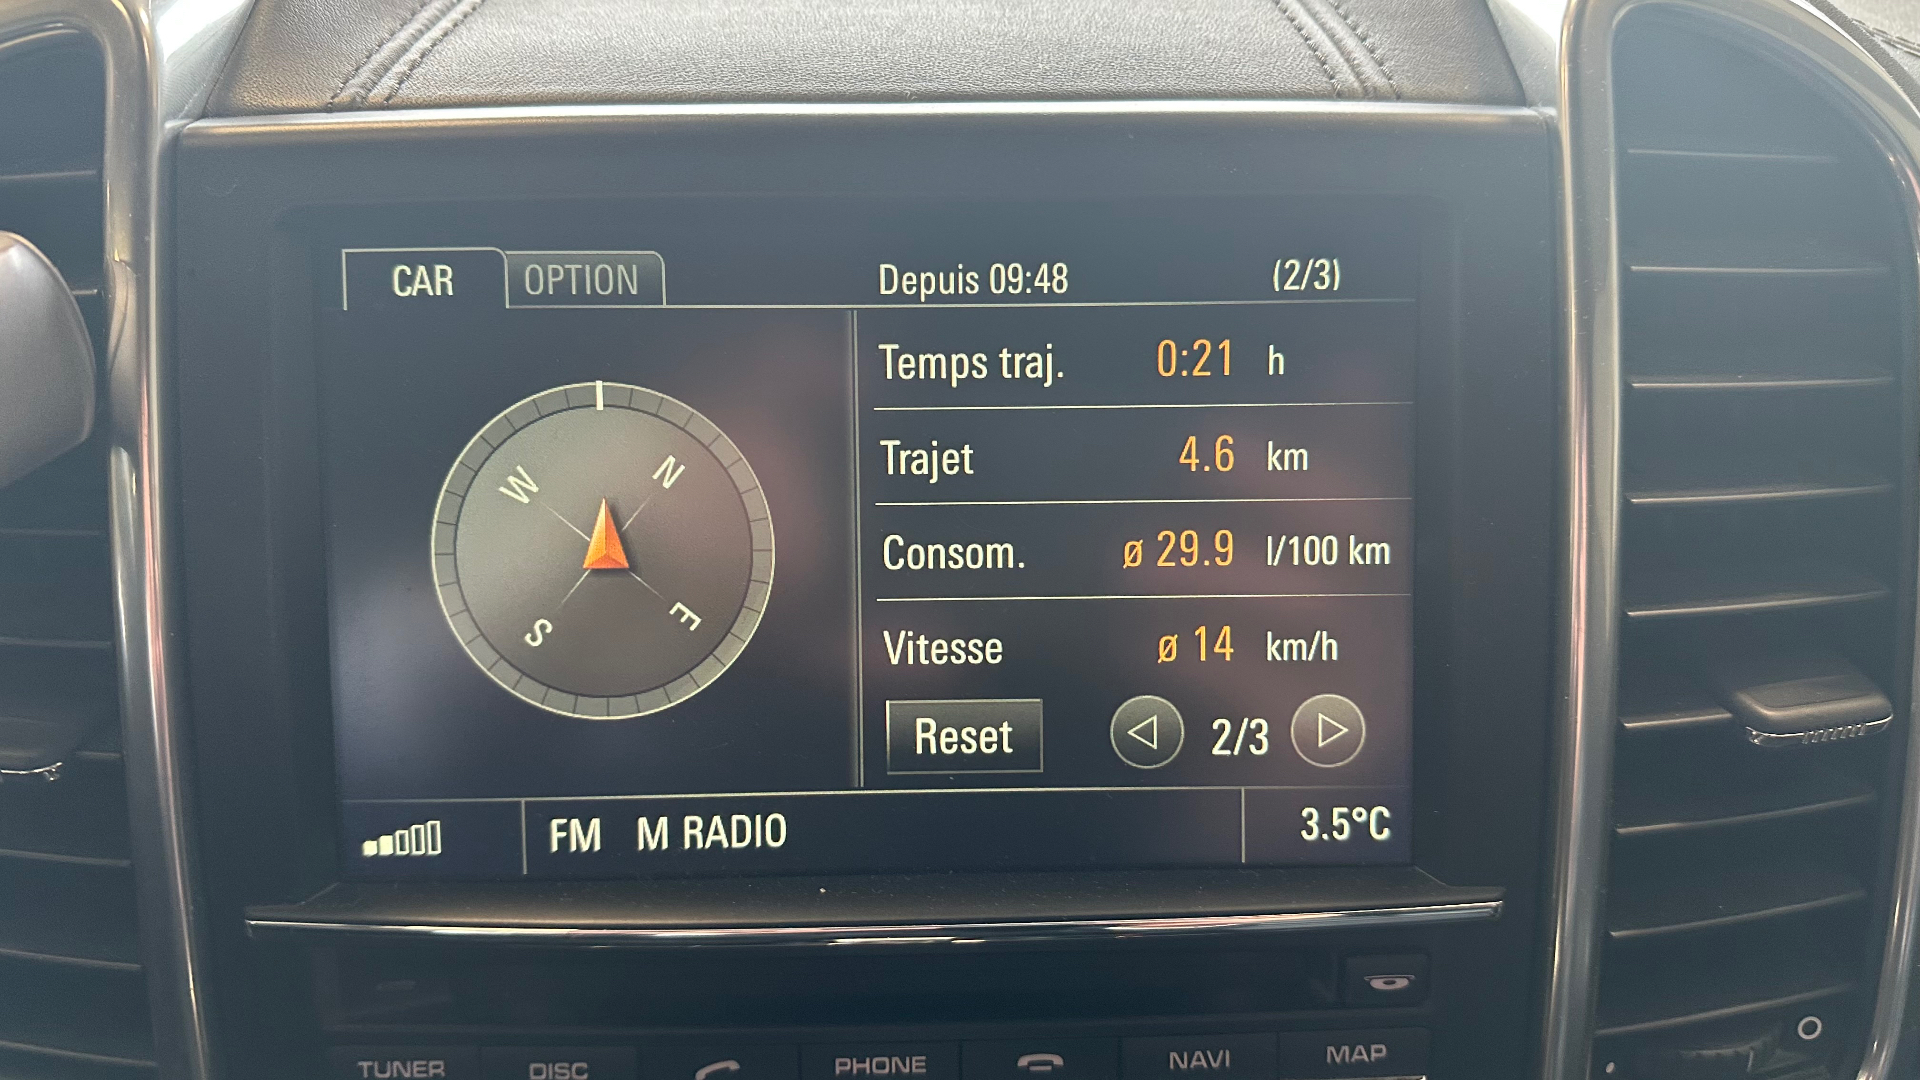 CAR OPTION Depuis 09:48 (2/3)
Temps traj. 0:21 h
Trajet 4.6 km
Consom. ø 29.9 l/100 km
Vitesse ø 14 km/h
Reset 2/3
W N
S E
FM M RADIO 3.5°C
TUNER DISC PHONE NAVI MAP